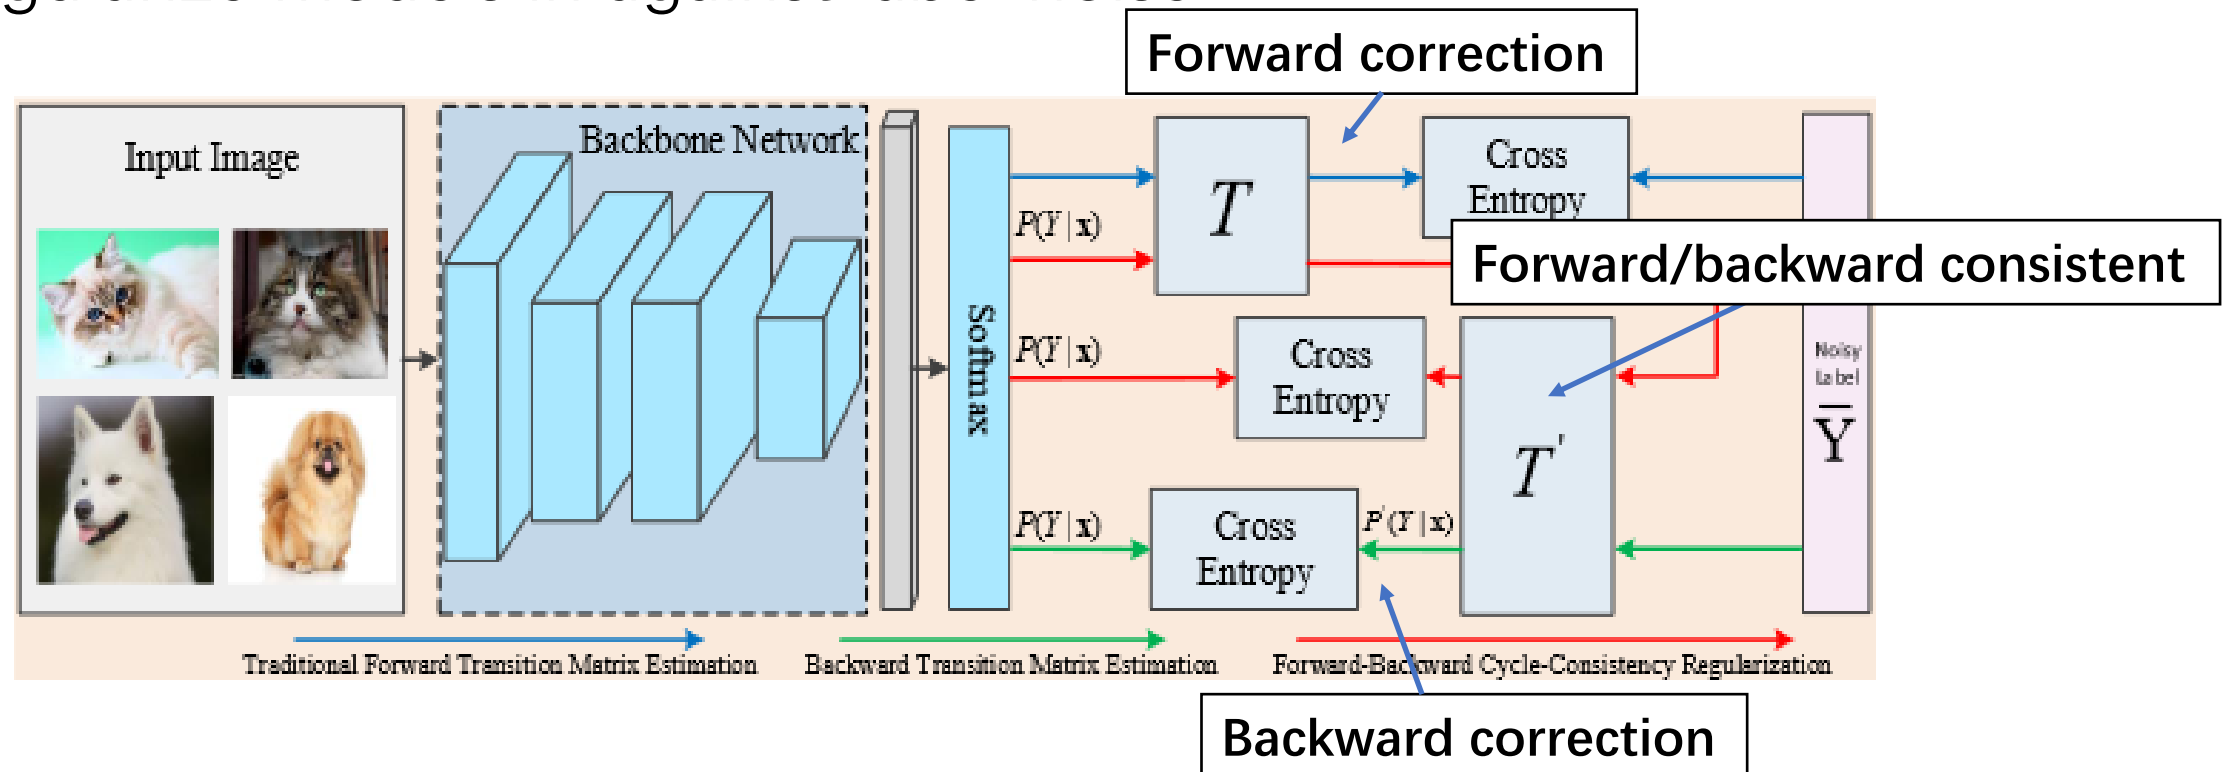 Forward correction
Input Image
Backbone Network
Cross
Entropy
T
P(Y | x)
Forward/backward consistent
Softmax
P(Y | x)
Cross
Entropy
Noisy
Label
Y̅
T'
P(Y | x)
Cross
Entropy
P'(Y | x)
Traditional Forward Transition Matrix Estimation
Backward Transition Matrix Estimation
Forward-Backward Cycle-Consistency Regularization
Backward correction